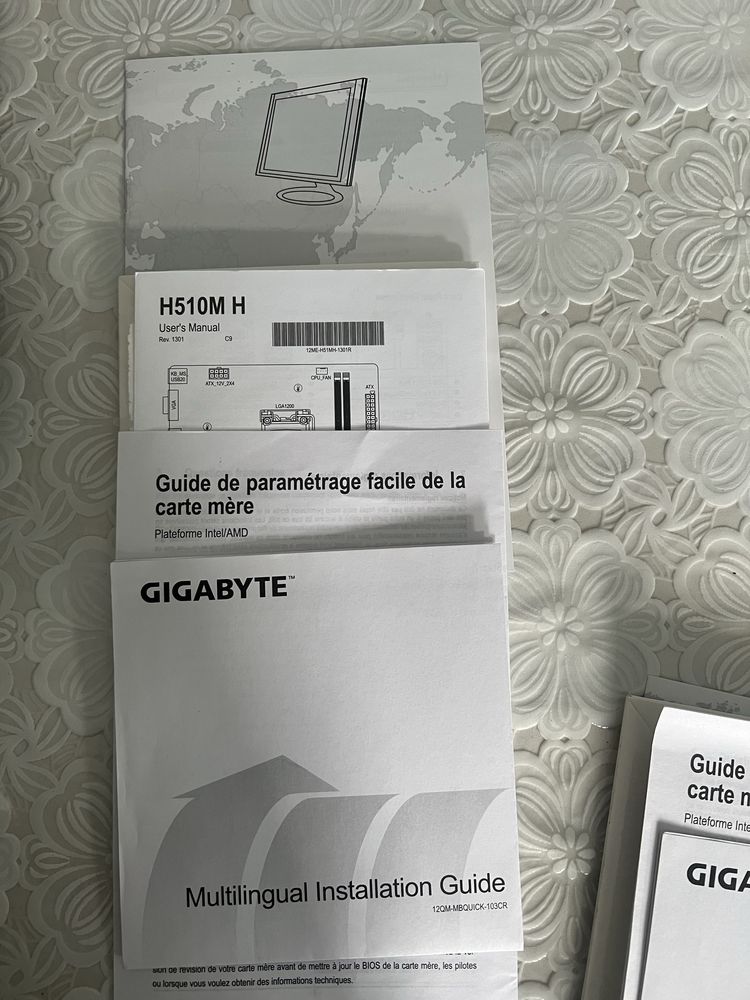 H510M H
User's Manual
Rev. 1301 C9
12ME-H51MH-1301R
KB_MS
USB20
ATX_12V_2X4
CPU_FAN
ATX
VGA
LGA1200
Guide de paramétrage facile de la
carte mère
Plateforme Intel/AMD
GIGABYTE™
Multilingual Installation Guide
12QM-MBQUICK-103CR
sion de révision de votre carte mère avant de mettre à jour le BIOS de la carte mère, les pilotes
ou lorsque vous voulez obtenir des informations techniques.
Guide
carte m
Plateforme Inte
GIGA